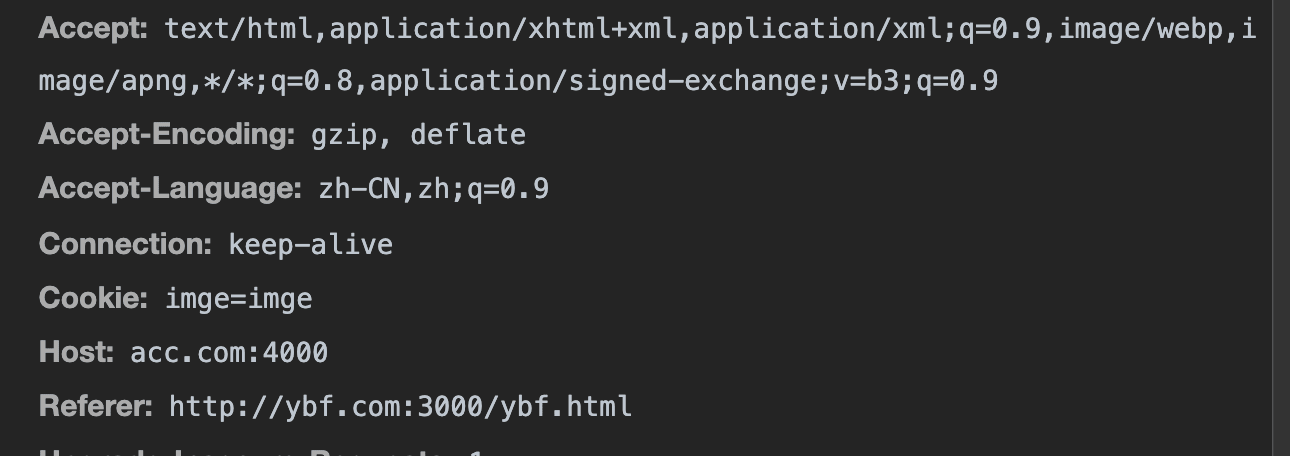 Accept: text/html,application/xhtml+xml,application/xml;q=0.9,image/webp,i
mage/apng,*/*;q=0.8,application/signed-exchange;v=b3;q=0.9
Accept-Encoding: gzip, deflate
Accept-Language: zh-CN,zh;q=0.9
Connection: keep-alive
Cookie: imge=imge
Host: acc.com:4000
Referer: http://ybf.com:3000/ybf.html